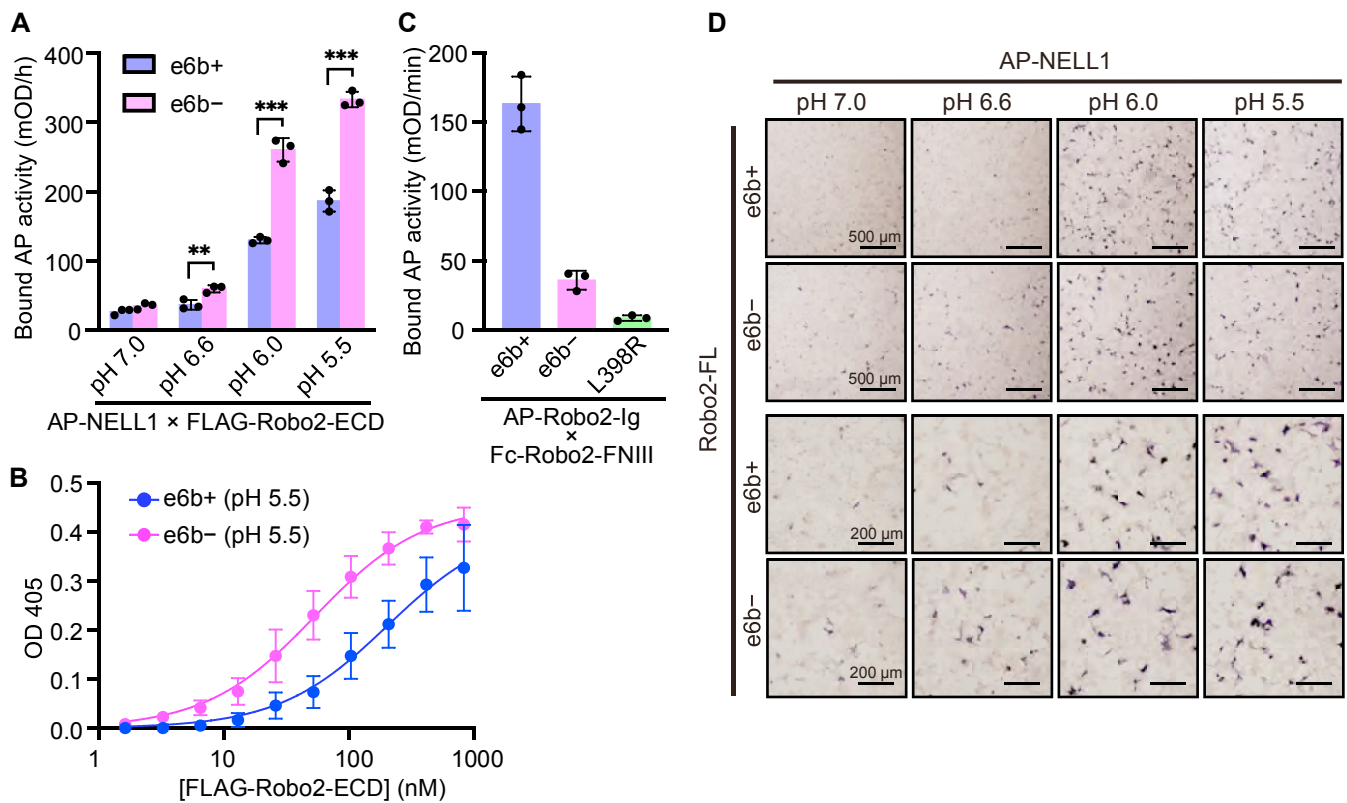 A
Bound AP activity (mOD/h)
400
300
200
100
0
e6b+
e6b−
**
***
***
pH 7.0
pH 6.6
pH 6.0
pH 5.5
AP-NELL1 × FLAG-Robo2-ECD
B
OD 405
0.5
0.4
0.3
0.2
0.1
0.0
e6b+ (pH 5.5)
e6b− (pH 5.5)
1
10
100
1000
[FLAG-Robo2-ECD] (nM)
C
Bound AP activity (mOD/min)
200
150
100
50
0
e6b+
e6b−
L398R
AP-Robo2-Ig
×
Fc-Robo2-FNIII
D
AP-NELL1
pH 7.0
pH 6.6
pH 6.0
pH 5.5
Robo2-FL
e6b+
500 µm
e6b−
500 µm
e6b+
200 µm
e6b−
200 µm